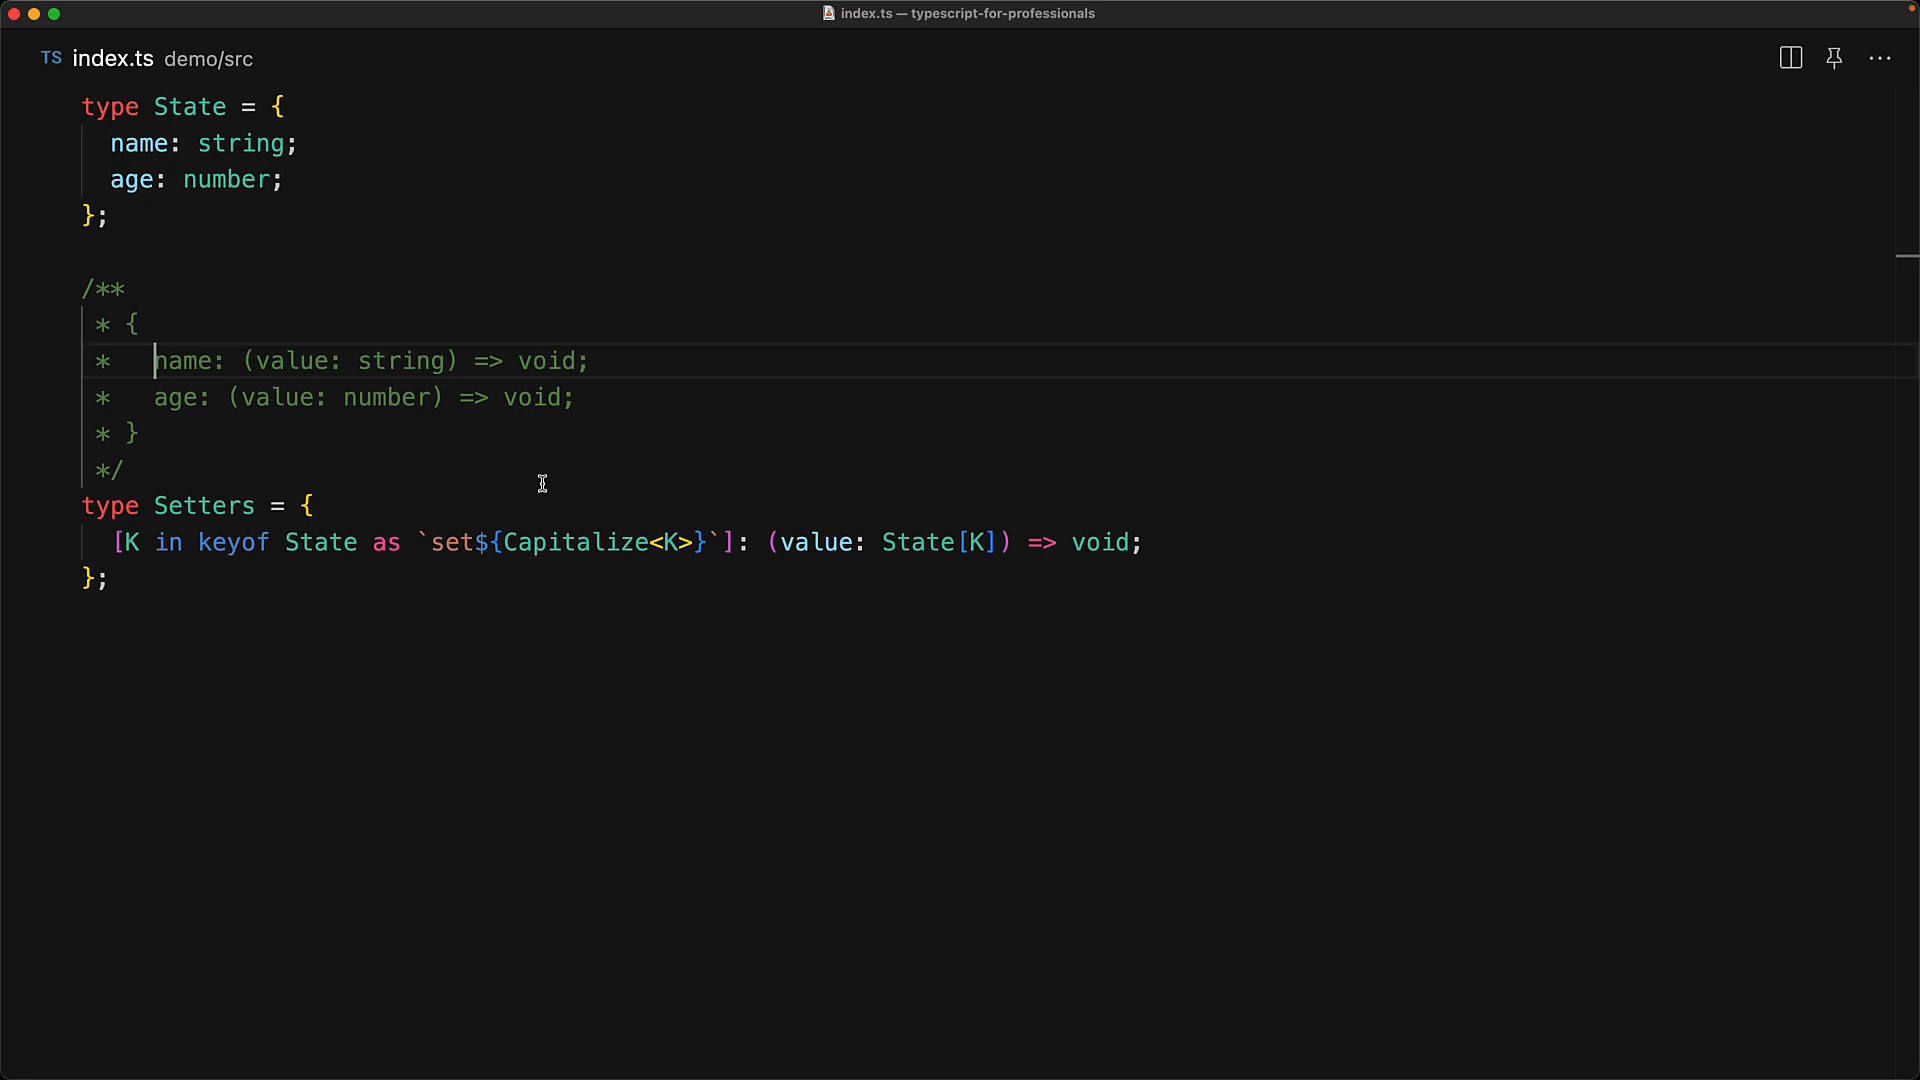 index.ts — typescript-for-professionals
TS index.ts demo/src
type State = {
  name: string;
  age: number;
};

/**
 * {
 *   name: (value: string) => void;
 *   age: (value: number) => void;
 * }
 */
type Setters = {
  [K in keyof State as `set${Capitalize<K>}`]: (value: State[K]) => void;
};